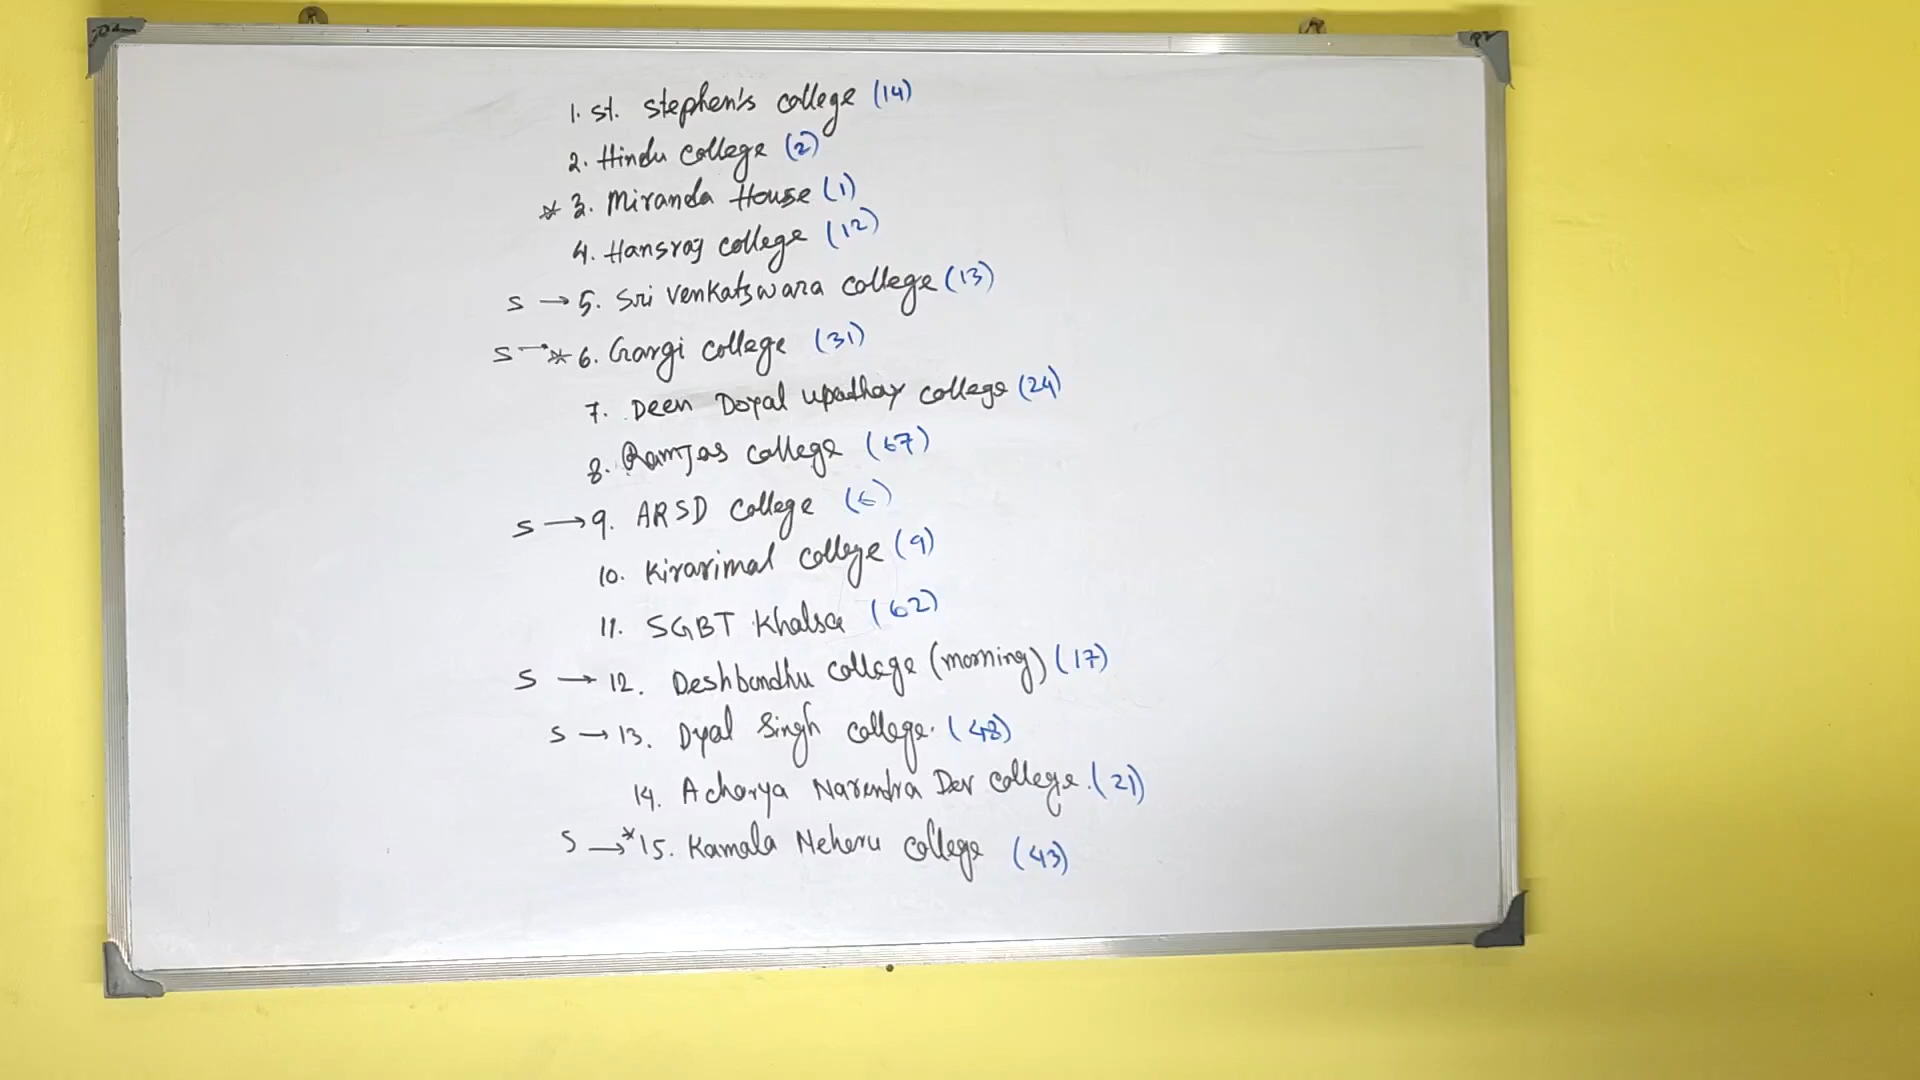 1. St. Stephen's college (14)
2. Hindu college (2)
* 3. Miranda House (1)
4. Hansraj college (12)
S → 5. Sri Venkatswara college (13)
S → * 6. Gargi college (31)
7. Deen Doyal upadhay college (24)
8. Ramjas college (67)
S → 9. ARSD College (6)
10. Kirarimal college (9)
11. SGBT Khalsa (62)
S → 12. Deshbandhu college (morning) (17)
S → 13. Dyal Singh college. (48)
14. Acharya Narendra Dev college. (21)
S → * 15. Kamala Neheru college (43)